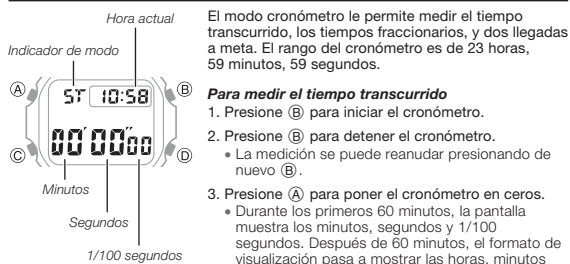 Hora actual
Indicador de modo
A
B
ST 10:58
00' 00'' 00
C
D
Minutos
Segundos
1/100 segundos
El modo cronómetro le permite medir el tiempo
transcurrido, los tiempos fraccionarios, y dos llegadas
a meta. El rango del cronómetro es de 23 horas,
59 minutos, 59 segundos.
Para medir el tiempo transcurrido
1. Presione Ⓑ para iniciar el cronómetro.
2. Presione Ⓑ para detener el cronómetro.
• La medición se puede reanudar presionando de
nuevo Ⓑ.
3. Presione Ⓐ para poner el cronómetro en ceros.
• Durante los primeros 60 minutos, la pantalla
muestra los minutos, segundos y 1/100
segundos. Después de 60 minutos, el formato de
visualización pasa a mostrar las horas, minutos